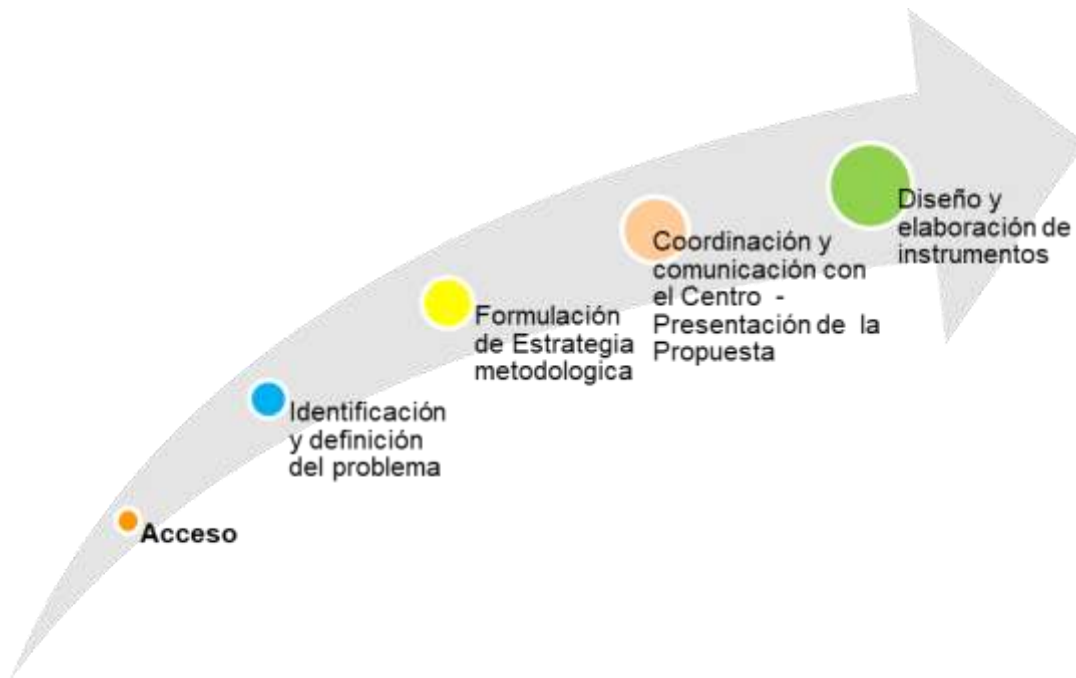 Acceso
Identificación
y definición
del problema
Formulación
de Estrategia
metodologica
Coordinación y
comunicación con
el Centro -
Presentación de la
Propuesta
Diseño y
elaboración de
instrumentos